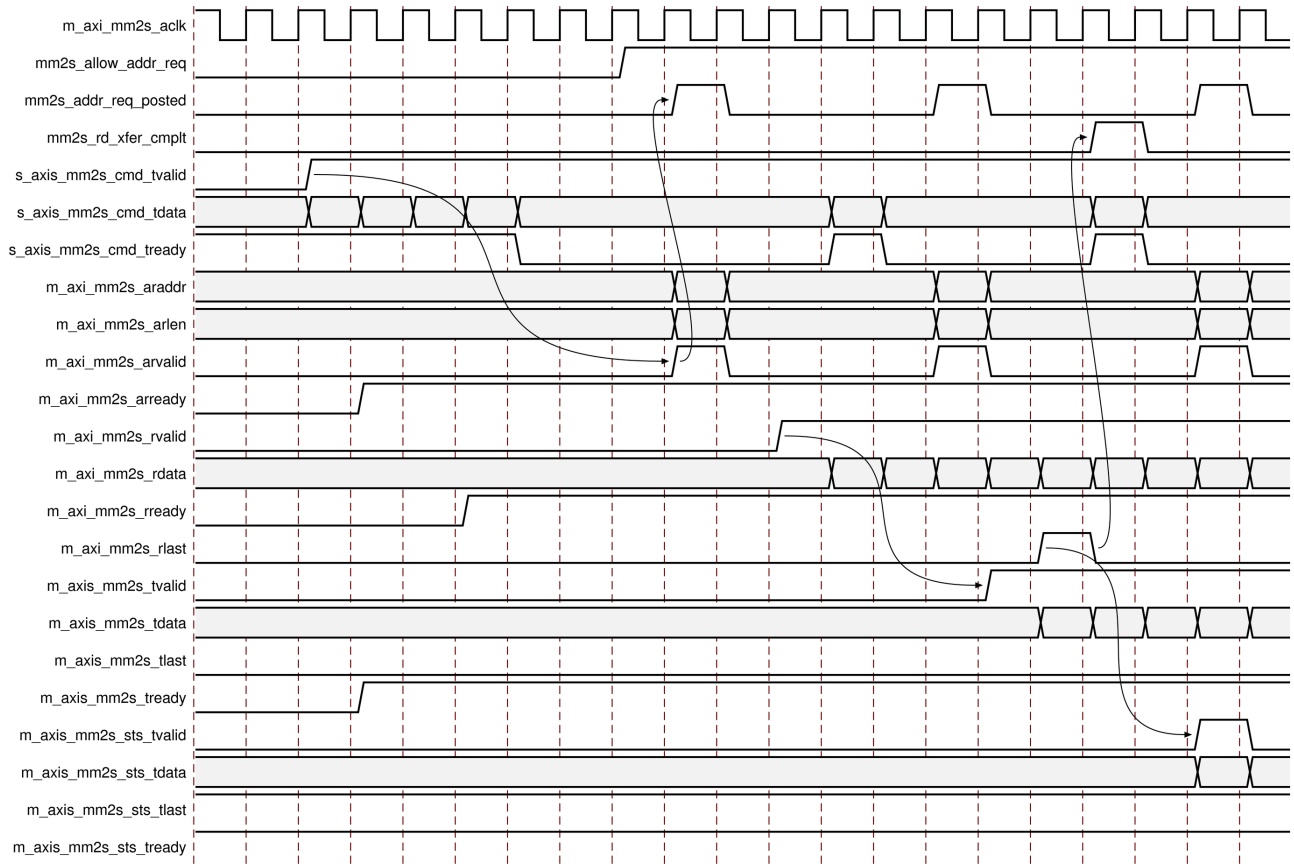 m_axi_mm2s_aclk
mm2s_allow_addr_req
mm2s_addr_req_posted
mm2s_rd_xfer_cmplt
s_axis_mm2s_cmd_tvalid
s_axis_mm2s_cmd_tdata
s_axis_mm2s_cmd_tready
m_axi_mm2s_araddr
m_axi_mm2s_arlen
m_axi_mm2s_arvalid
m_axi_mm2s_arready
m_axi_mm2s_rvalid
m_axi_mm2s_rdata
m_axi_mm2s_rready
m_axi_mm2s_rlast
m_axis_mm2s_tvalid
m_axis_mm2s_tdata
m_axis_mm2s_tlast
m_axis_mm2s_tready
m_axis_mm2s_sts_tvalid
m_axis_mm2s_sts_tdata
m_axis_mm2s_sts_tlast
m_axis_mm2s_sts_tready